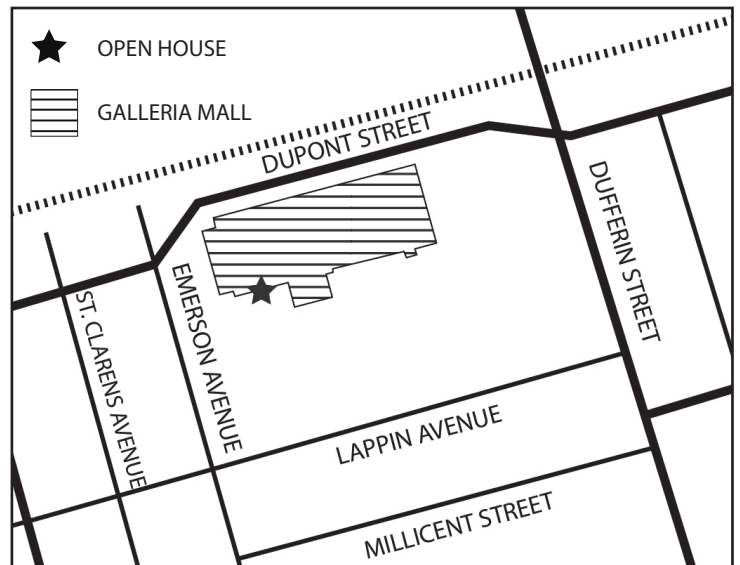 OPEN HOUSE
GALLERIA MALL
DUPONT STREET
DUFFERIN STREET
EMERSON AVENUE
ST. CLARENS AVENUE
LAPPIN AVENUE
MILLICENT STREET